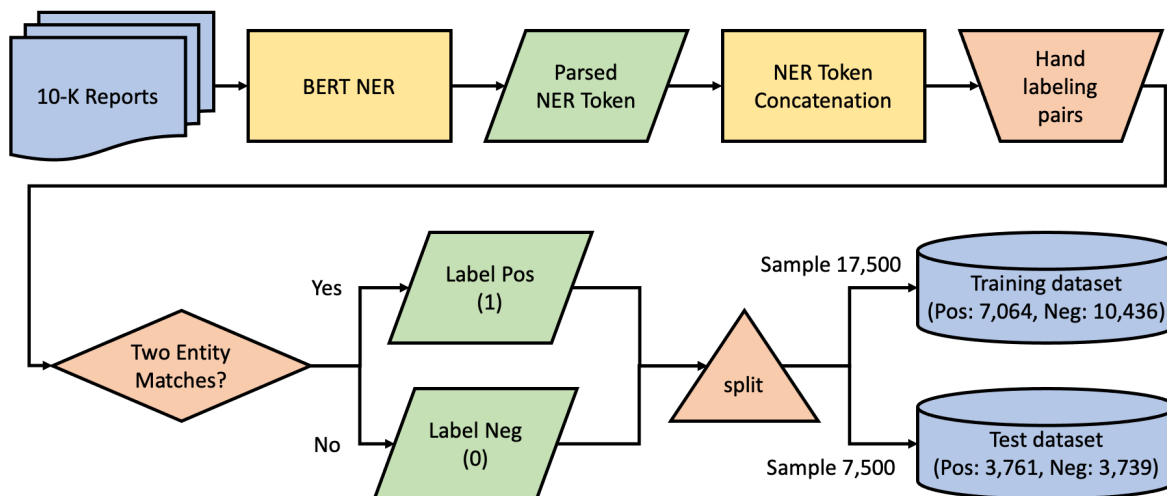 10-K Reports
BERT NER
Parsed
NER Token
NER Token
Concatenation
Hand
labeling
pairs
Two Entity
Matches?
Yes
No
Label Pos
(1)
Label Neg
(0)
split
Sample 17,500
Training dataset
(Pos: 7,064, Neg: 10,436)
Sample 7,500
Test dataset
(Pos: 3,761, Neg: 3,739)